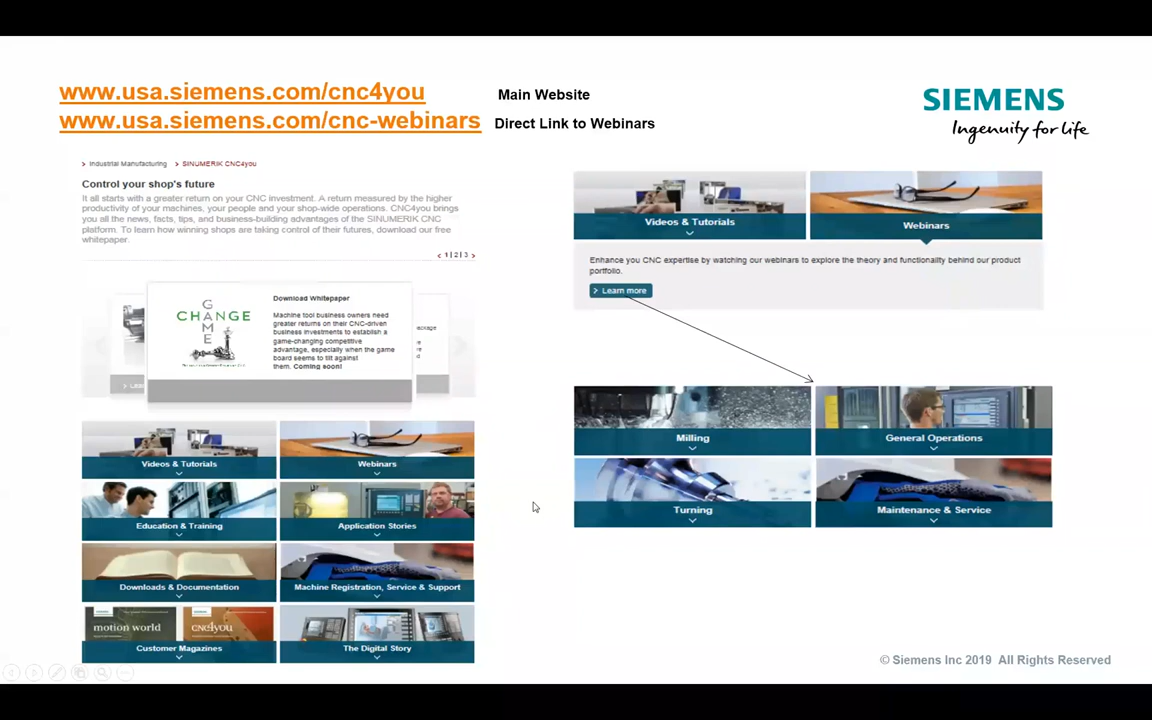 www.usa.siemens.com/cnc4you Main Website
www.usa.siemens.com/cnc-webinars Direct Link to Webinars
SIEMENS
Ingenuity for life
> Industrial Manufacturing > SINUMERIK CNC4you
Control your shop's future
It all starts with a greater return on your CNC investment. A return measured by the higher
productivity of your machines, your people and your shop-wide operations. CNC4you brings
you all the news, facts, tips, and business-building advantages of the SINUMERIK CNC
platform. To learn how winning shops are taking control of their futures, download our free
whitepaper.
< 1 | 2 | 3 >
GAME
CHANGE
Download Whitepaper
Machine tool business owners need
greater returns on their CNC-driven
business investments to establish a
game-changing competitive
advantage, especially when the game
board seems to tilt against
them. Coming soon!
Videos & Tutorials
Webinars
Education & Training
Application Stories
Downloads & Documentation
Machine Registration, Service & Support
motion world
cnc4you
Customer Magazines
The Digital Story
Videos & Tutorials
Webinars
Enhance you CNC expertise by watching our webinars to explore the theory and functionality behind our product
portfolio.
> Learn more
Milling
General Operations
Turning
Maintenance & Service
© Siemens Inc 2019 All Rights Reserved